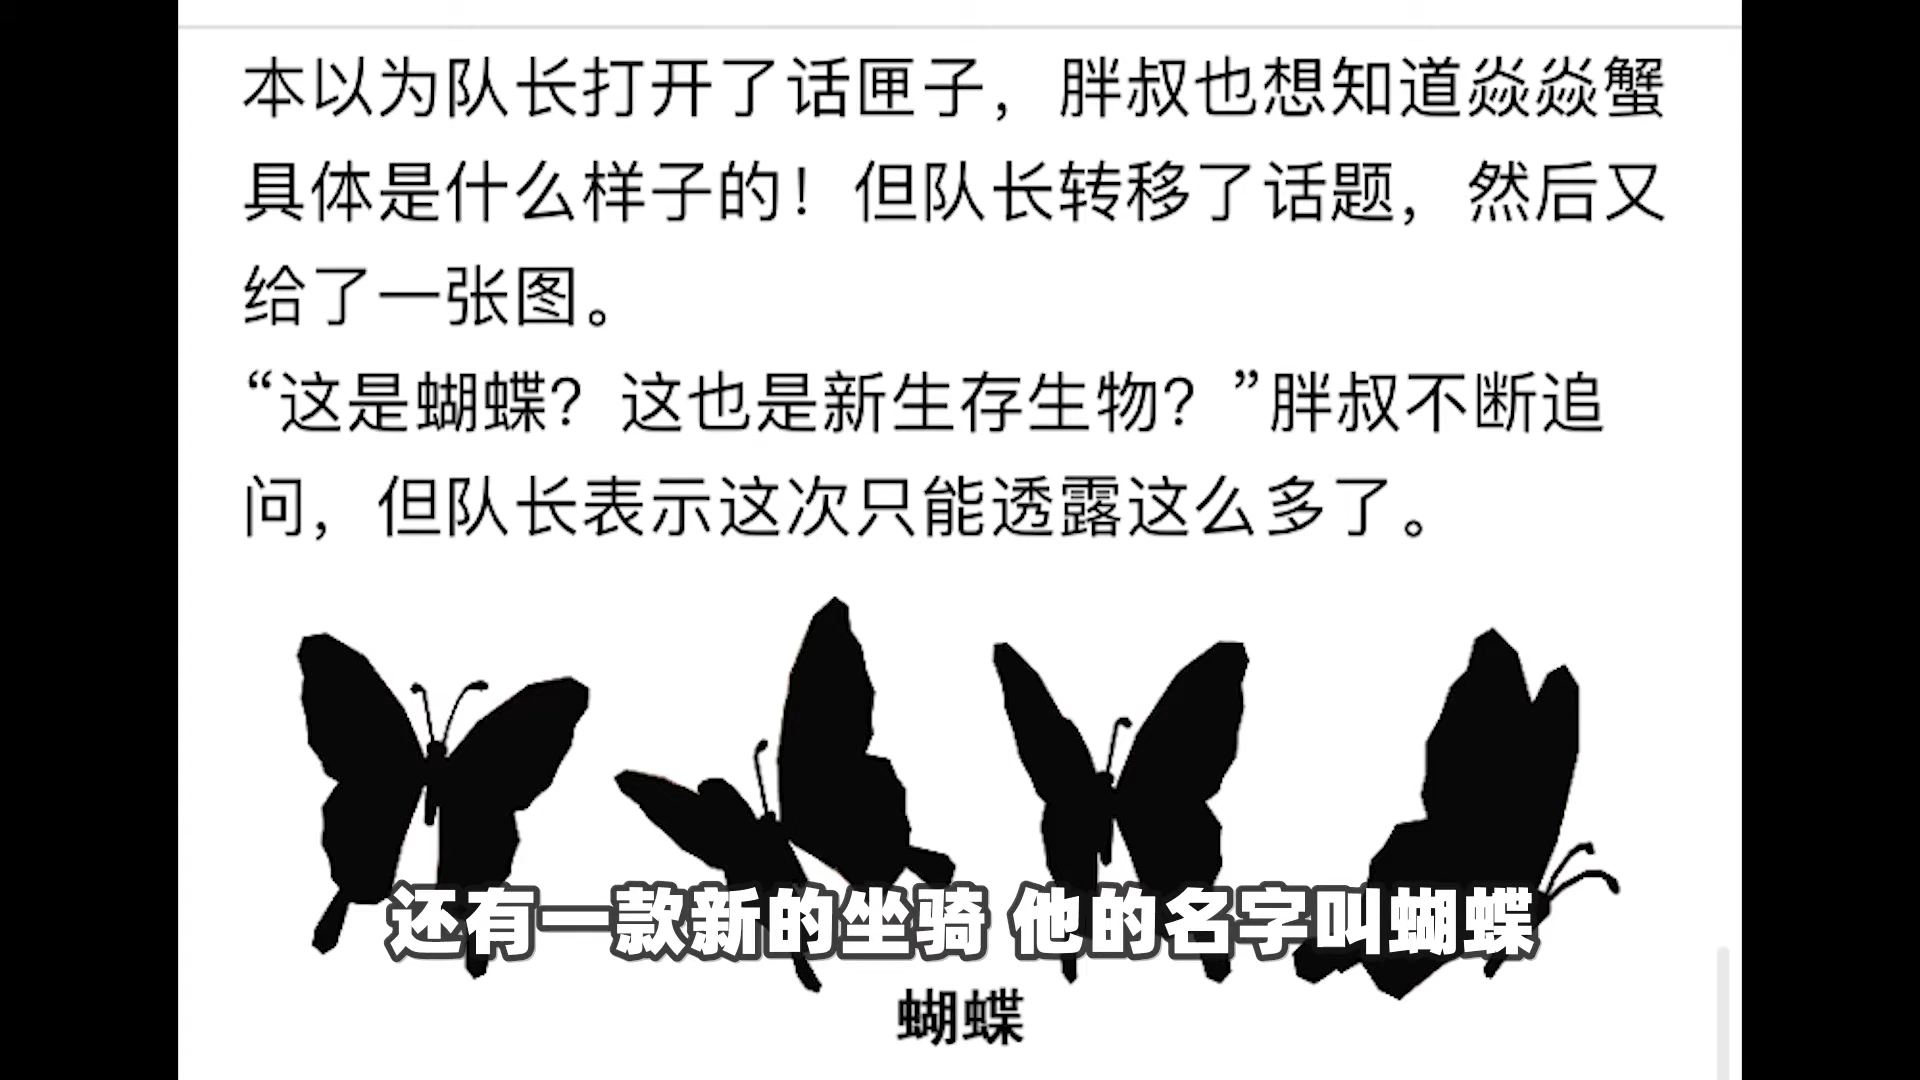 本以为队长打开了话匣子，胖叔也想知道焱焱蟹
具体是什么样子的！但队长转移了话题，然后又
给了一张图。
“这是蝴蝶？这也是新生存生物？”胖叔不断追
问，但队长表示这次只能透露这么多了。
还有一款新的坐骑 他的名字叫蝴蝶
蝴蝶